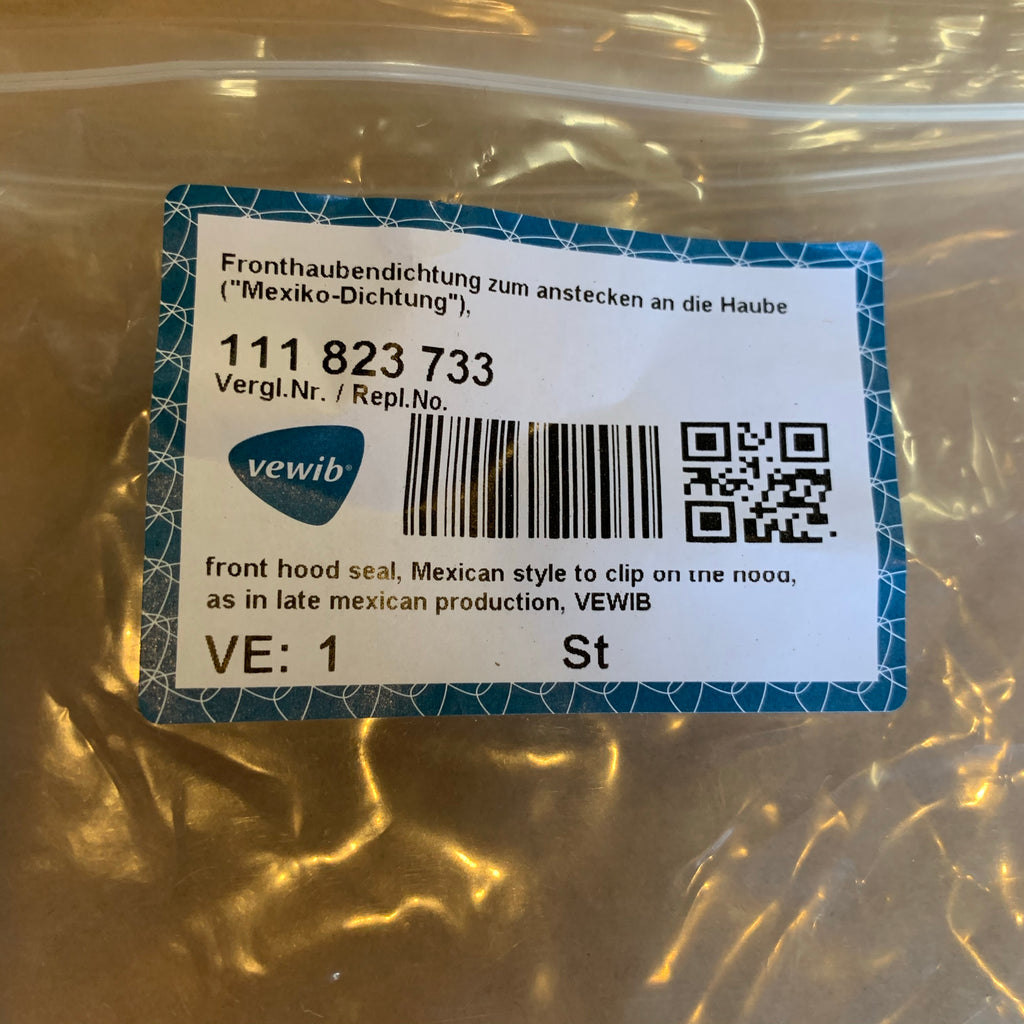 Fronthaubendichtung zum anstecken an die Haube
("Mexiko-Dichtung"),
111 823 733
Vergl.Nr. / Repl.No.
vewib®
front hood seal, Mexican style to clip on the hood,
as in late mexican production, VEWIB
VE: 1 St